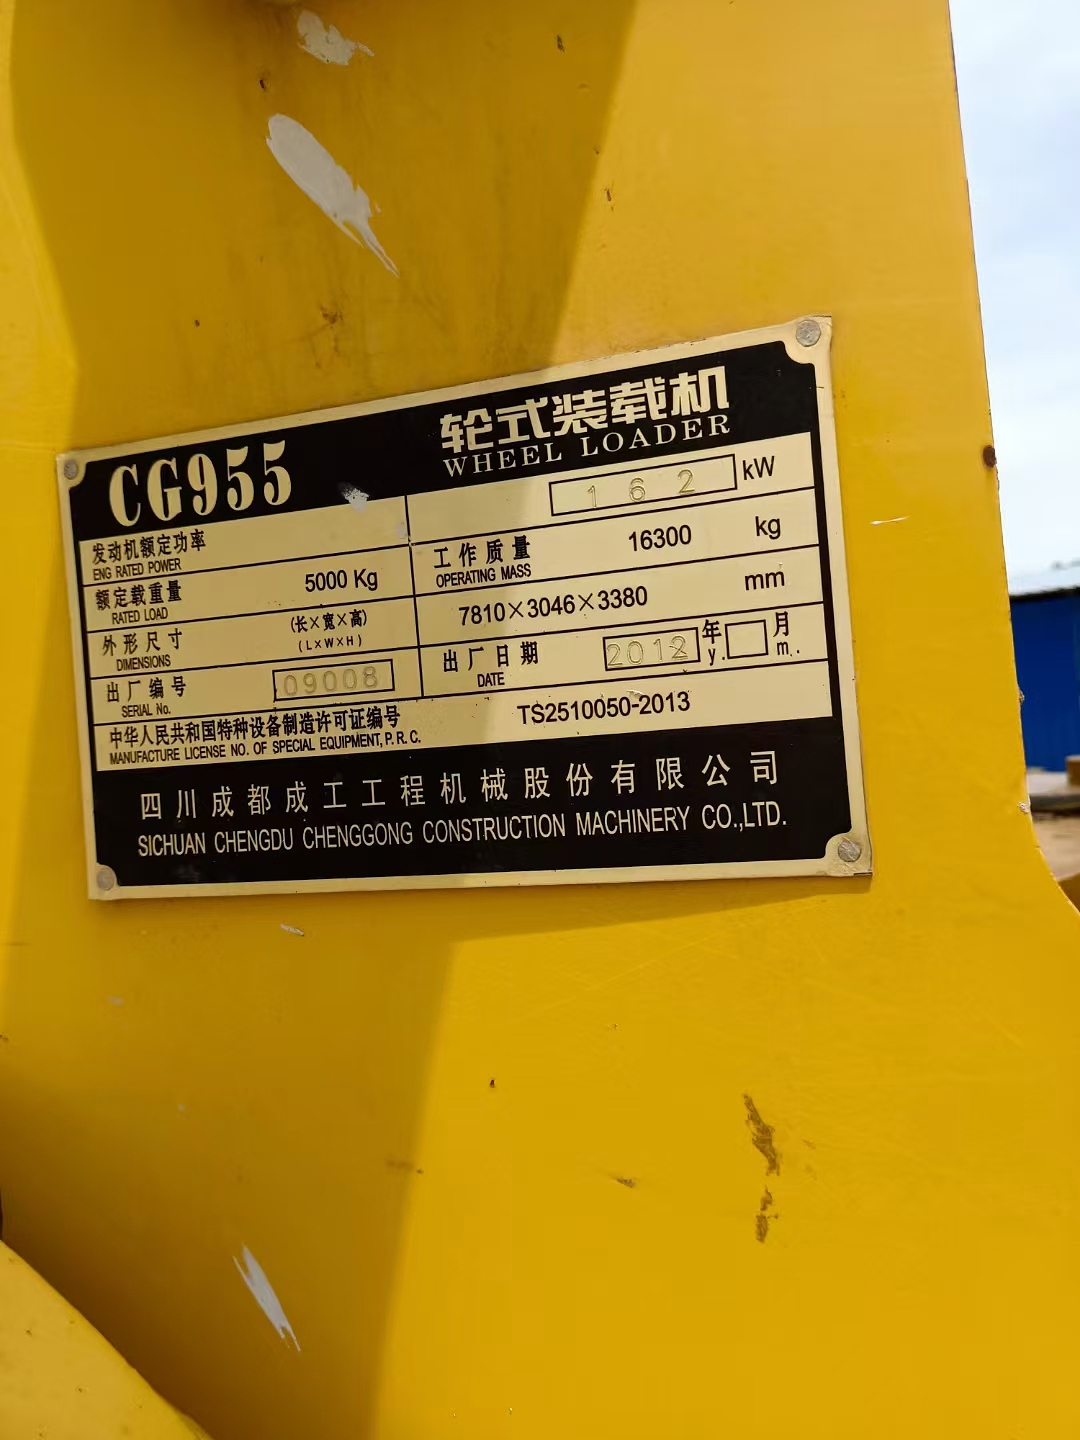 CG955
轮式装载机
WHEEL LOADER
发动机额定功率 162 kW
ENG RATED POWER
额定载重量 5000 Kg 工作质量 16300 kg
RATED LOAD OPERATING MASS
外形尺寸 (长×宽×高) 7810×3046×3380 mm
DIMENSIONS (L×W×H)
出厂编号 09008 出厂日期 2012 年 月
SERIAL No. DATE y. m..
中华人民共和国特种设备制造许可证编号 TS2510050-2013
MANUFACTURE LICENSE NO. OF SPECIAL EQUIPMENT, P.R.C.
四川成都成工工程机械股份有限公司
SICHUAN CHENGDU CHENGGONG CONSTRUCTION MACHINERY CO.,LTD.